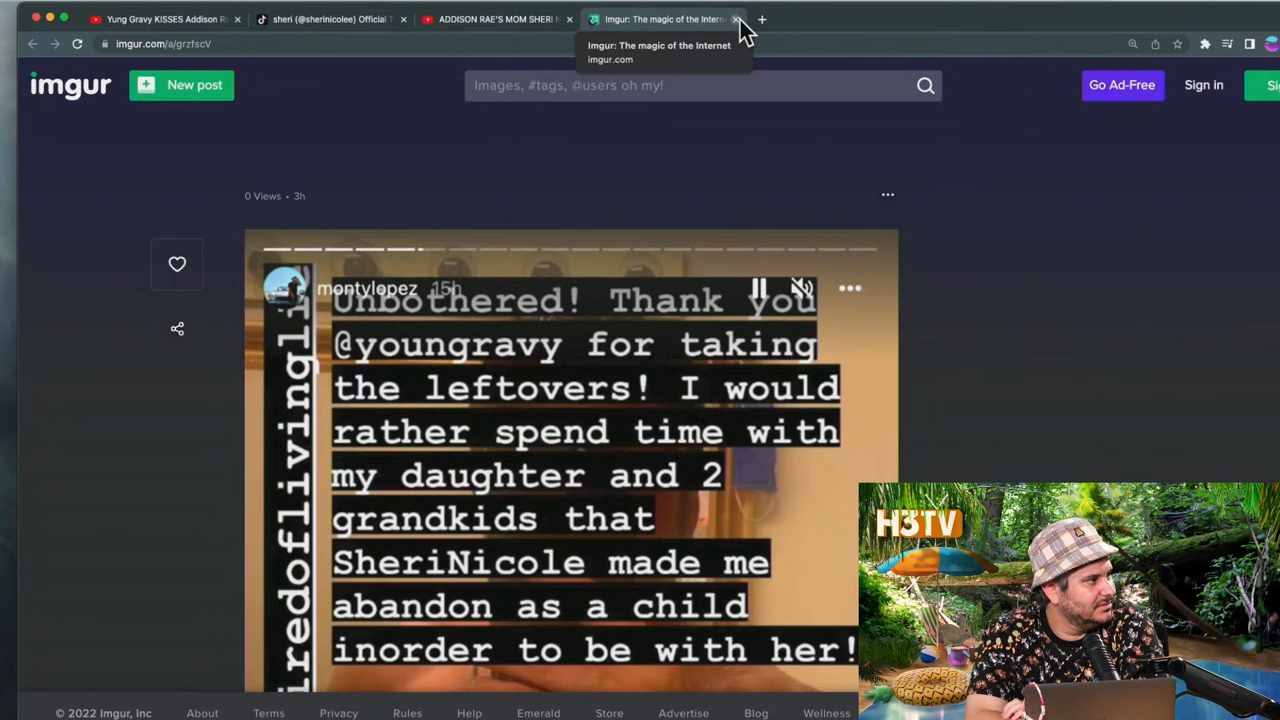 Yung Gravy KISSES Addison R
sheri (@sherinicolee) Official T
ADDISON RAE'S MOM SHERI N
Imgur: The magic of the Intern
imgur.com/a/grzfscV
Imgur: The magic of the Internet
imgur.com
imgur
New post
Images, #tags, @users oh my!
Go Ad-Free
Sign in
Si
0 Views • 3h
montylopez 15h
Unbothered! Thank you
@youngravy for taking
the leftovers! I would
rather spend time with
my daughter and 2
grandkids that
SheriNicole made me
abandon as a child
inorder to be with her!
iredoflivingli
H3TV
© 2022 Imgur, Inc
About
Terms
Privacy
Rules
Help
Emerald
Store
Advertise
Blog
Wellness